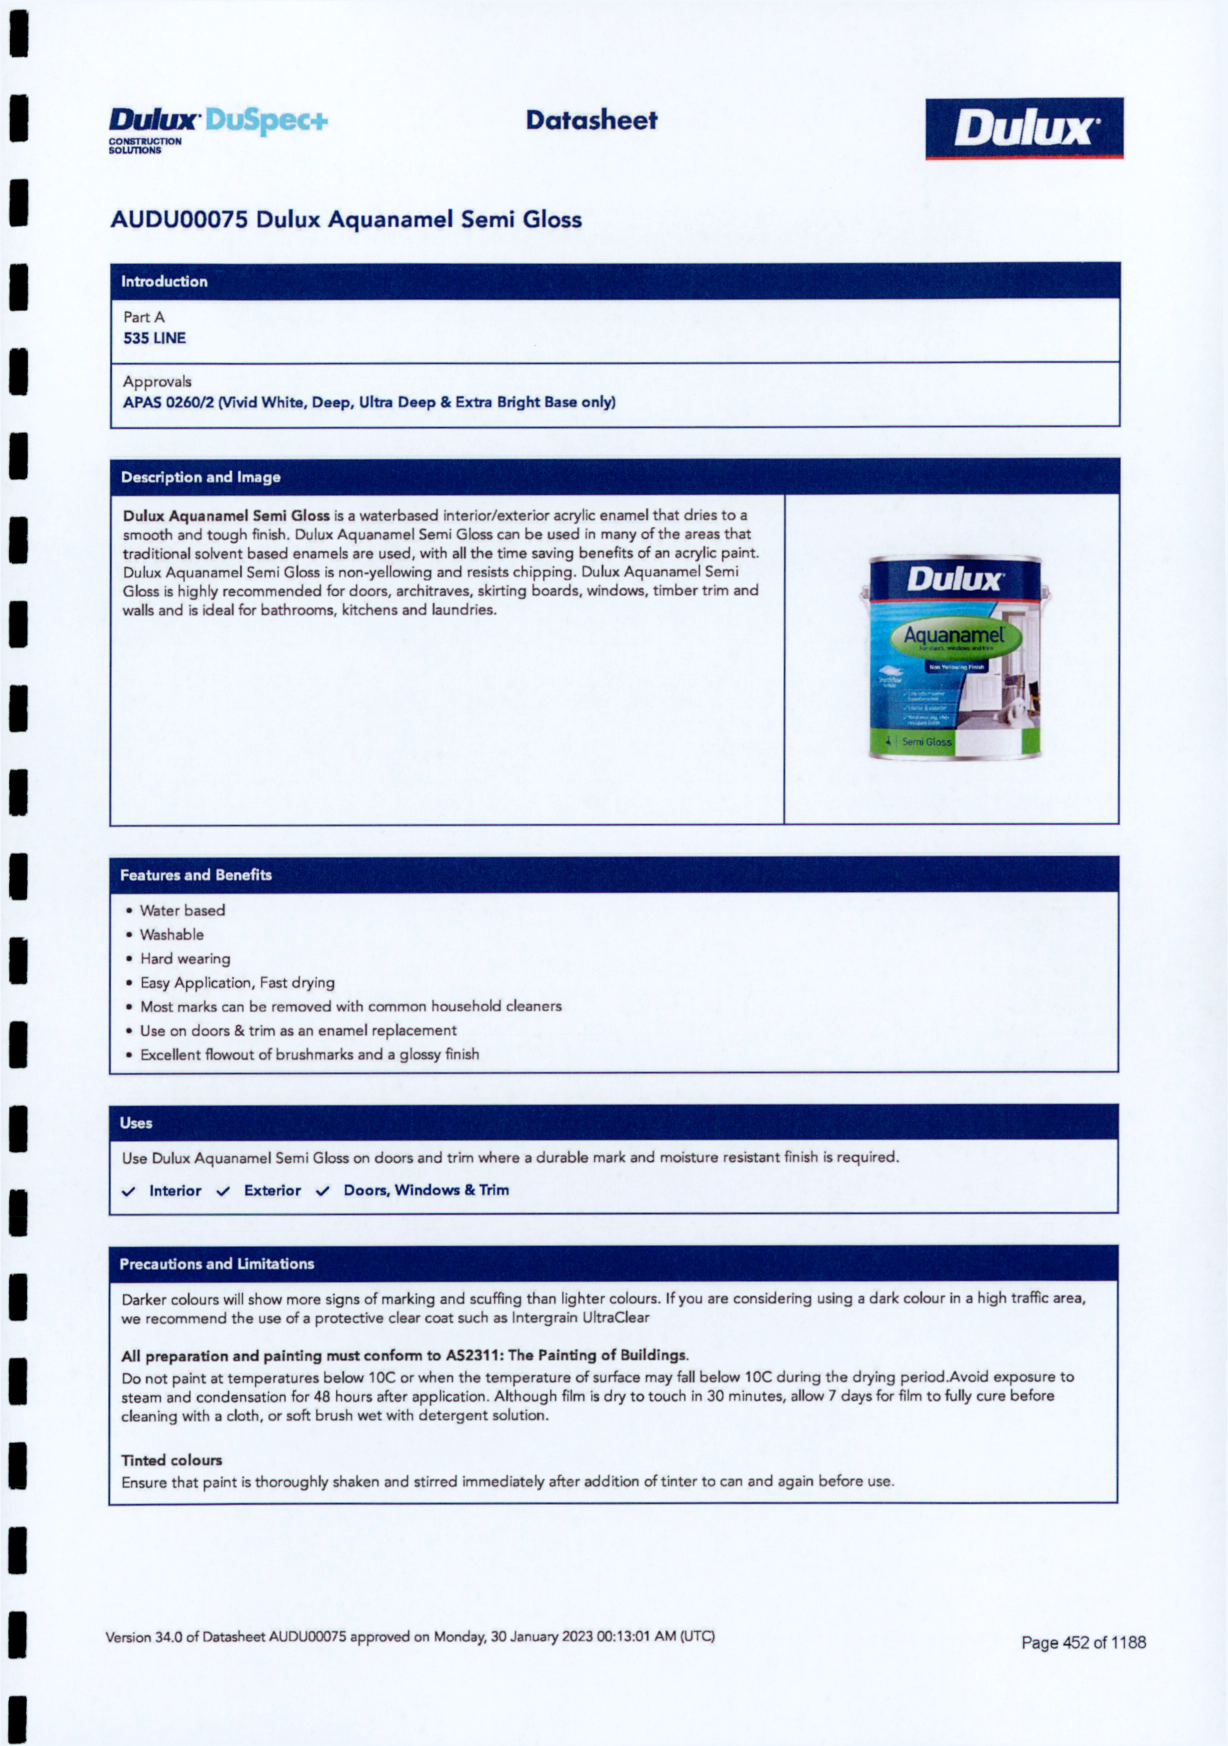 Dulux DuSpec+
CONSTRUCTION
SOLUTIONS
Datasheet
Dulux
AUDU00075 Dulux Aquanamel Semi Gloss
Introduction
Part A
535 LINE
Approvals
APAS 0260/2 (Vivid White, Deep, Ultra Deep & Extra Bright Base only)
Description and Image
Dulux Aquanamel Semi Gloss is a waterbased interior/exterior acrylic enamel that dries to a
smooth and tough finish. Dulux Aquanamel Semi Gloss can be used in many of the areas that
traditional solvent based enamels are used, with all the time saving benefits of an acrylic paint.
Dulux Aquanamel Semi Gloss is non-yellowing and resists chipping. Dulux Aquanamel Semi
Gloss is highly recommended for doors, architraves, skirting boards, windows, timber trim and
walls and is ideal for bathrooms, kitchens and laundries.
Dulux
Aquanamel
For doors, windows and trim
Non Yellowing Finish
Semi Gloss
Features and Benefits
• Water based
• Washable
• Hard wearing
• Easy Application, Fast drying
• Most marks can be removed with common household cleaners
• Use on doors & trim as an enamel replacement
• Excellent flowout of brushmarks and a glossy finish
Uses
Use Dulux Aquanamel Semi Gloss on doors and trim where a durable mark and moisture resistant finish is required.
✓ Interior ✓ Exterior ✓ Doors, Windows & Trim
Precautions and Limitations
Darker colours will show more signs of marking and scuffing than lighter colours. If you are considering using a dark colour in a high traffic area,
we recommend the use of a protective clear coat such as Intergrain UltraClear
All preparation and painting must conform to AS2311: The Painting of Buildings.
Do not paint at temperatures below 10C or when the temperature of surface may fall below 10C during the drying period.Avoid exposure to
steam and condensation for 48 hours after application. Although film is dry to touch in 30 minutes, allow 7 days for film to fully cure before
cleaning with a cloth, or soft brush wet with detergent solution.
Tinted colours
Ensure that paint is thoroughly shaken and stirred immediately after addition of tinter to can and again before use.
Version 34.0 of Datasheet AUDU00075 approved on Monday, 30 January 2023 00:13:01 AM (UTC)
Page 452 of 1188